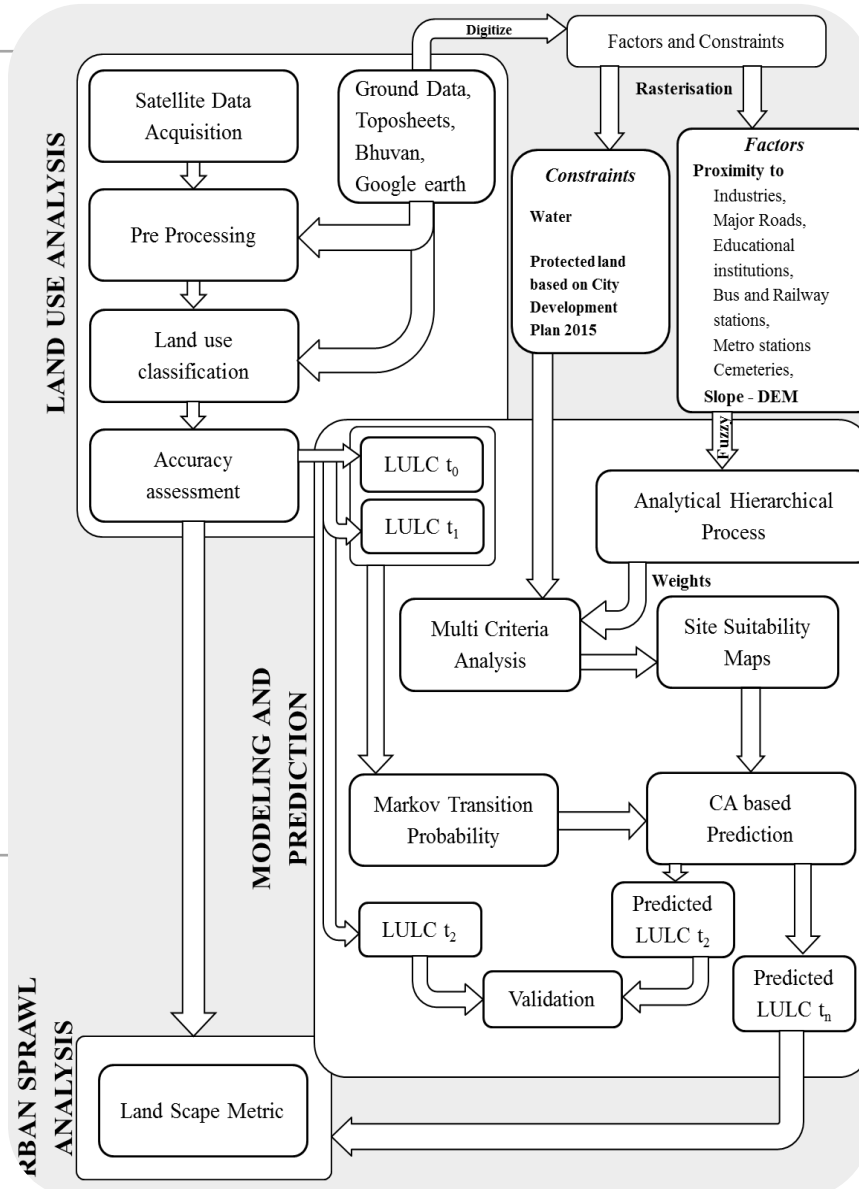 Digitize
Factors and Constraints
Rasterisation
LAND USE ANALYSIS
Satellite Data
Acquisition
Ground Data,
Toposheets,
Bhuvan,
Google earth
Pre Processing
Land use
classification
Accuracy
assessment
Constraints
Water
Protected land
based on City
Development
Plan 2015
Factors
Proximity to
Industries,
Major Roads,
Educational
institutions,
Bus and Railway
stations,
Metro stations
Cemeteries,
Slope - DEM
Fuzzy
MODELING AND
PREDICTION
LULC t0
LULC t1
Analytical Hierarchical
Process
Weights
Multi Criteria
Analysis
Site Suitability
Maps
Markov Transition
Probability
CA based
Prediction
LULC t2
Predicted
LULC t2
Validation
Predicted
LULC tn
RBAN SPRAWL
ANALYSIS
Land Scape Metric